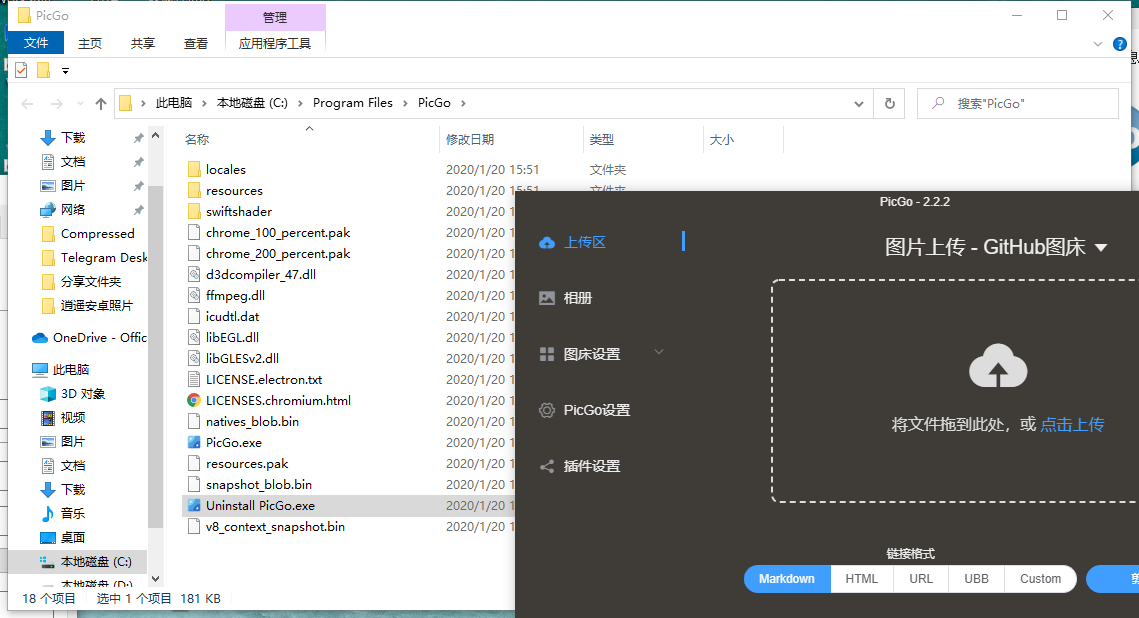 PicGo
管理
文件
主页
共享
查看
应用程序工具
此电脑 本地磁盘 (C:) Program Files PicGo
搜索"PicGo"
下载
文档
图片
网络
Compressed
Telegram Desk
分享文件夹
逍遥安卓照片
OneDrive - Offic
此电脑
3D 对象
视频
图片
文档
下载
音乐
桌面
本地磁盘 (C:)
本地磁盘 (D:)
名称 修改日期 类型 大小
locales 2020/1/20 15:51 文件夹
resources 2020/1/20 15:51 文件夹
swiftshader 2020/1/20 1
chrome_100_percent.pak 2020/1/20 1
chrome_200_percent.pak 2020/1/20 1
d3dcompiler_47.dll 2020/1/20 1
ffmpeg.dll 2020/1/20 1
icudtl.dat 2020/1/20 1
libEGL.dll 2020/1/20 1
libGLESv2.dll 2020/1/20 1
LICENSE.electron.txt 2020/1/20 1
LICENSES.chromium.html 2020/1/20 1
natives_blob.bin 2020/1/20 1
PicGo.exe 2020/1/20 1
resources.pak 2020/1/20 1
snapshot_blob.bin 2020/1/20 1
Uninstall PicGo.exe 2020/1/20 1
v8_context_snapshot.bin 2020/1/20 1
18 个项目 选中 1 个项目 181 KB
PicGo - 2.2.2
上传区
相册
图床设置
PicGo设置
插件设置
图片上传 - GitHub图床
将文件拖到此处，或 点击上传
链接格式
Markdown HTML URL UBB Custom